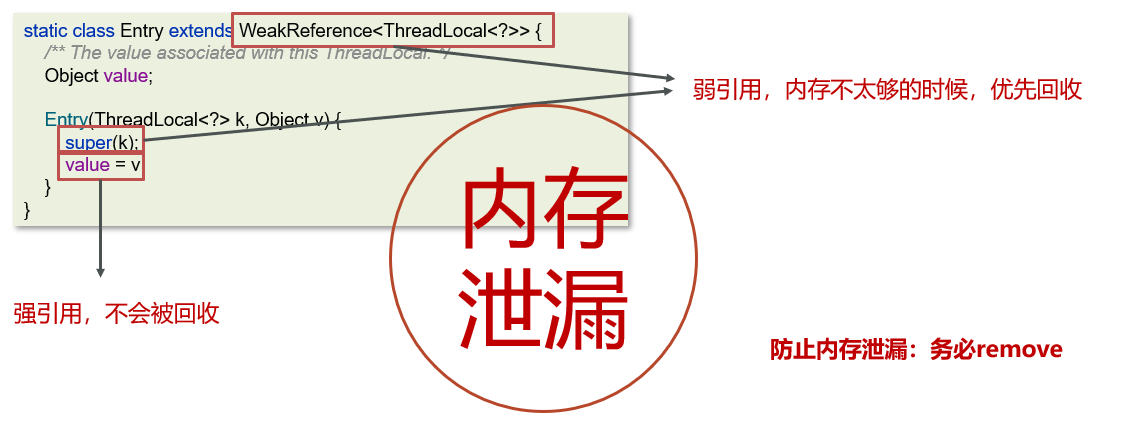 static class Entry extends WeakReference<ThreadLocal<?>> {
/** The value associated with this ThreadLocal. */
Object value;
Entry(ThreadLocal<?> k, Object v) {
super(k);
value = v
}
}
弱引用，内存不太够的时候，优先回收
内存
泄漏
强引用，不会被回收
防止内存泄漏：务必remove